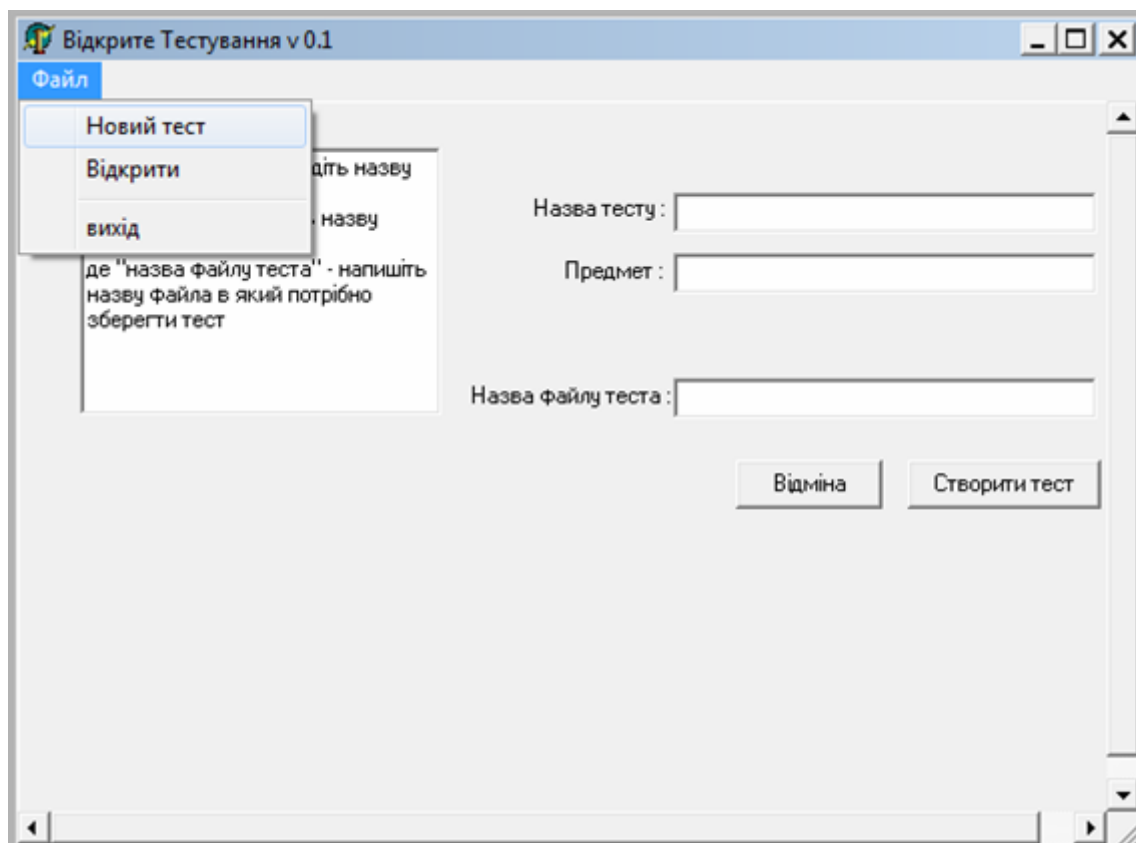 Відкрите Тестування v 0.1
Файл
Новий тест
Відкрити
вихід
діть назву
назву
де "назва файлу теста" - напишіть
назву файла в який потрібно
зберегти тест
Назва тесту :
Предмет :
Назва файлу теста :
Відміна
Створити тест